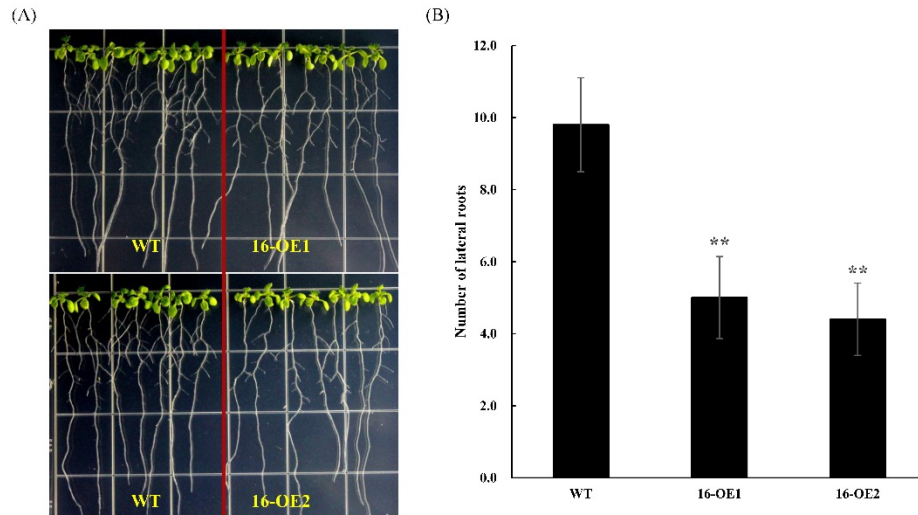 (A)
WT
16-OE1
WT
16-OE2
(B)
Number of lateral roots
12.0
10.0
8.0
6.0
4.0
2.0
0.0
**
**
WT
16-OE1
16-OE2